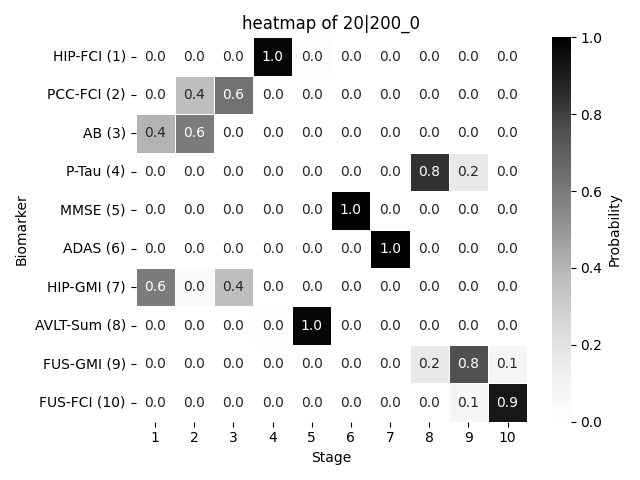 heatmap of 20|200_0
HIP-FCI (1) 0.0 0.0 0.0 1.0 0.0 0.0 0.0 0.0 0.0 0.0
PCC-FCI (2) 0.0 0.4 0.6 0.0 0.0 0.0 0.0 0.0 0.0 0.0
AB (3) 0.4 0.6 0.0 0.0 0.0 0.0 0.0 0.0 0.0 0.0
P-Tau (4) 0.0 0.0 0.0 0.0 0.0 0.0 0.0 0.8 0.2 0.0
MMSE (5) 0.0 0.0 0.0 0.0 0.0 1.0 0.0 0.0 0.0 0.0
ADAS (6) 0.0 0.0 0.0 0.0 0.0 0.0 1.0 0.0 0.0 0.0
HIP-GMI (7) 0.6 0.0 0.4 0.0 0.0 0.0 0.0 0.0 0.0 0.0
AVLT-Sum (8) 0.0 0.0 0.0 0.0 1.0 0.0 0.0 0.0 0.0 0.0
FUS-GMI (9) 0.0 0.0 0.0 0.0 0.0 0.0 0.0 0.2 0.8 0.1
FUS-FCI (10) 0.0 0.0 0.0 0.0 0.0 0.0 0.0 0.0 0.1 0.9
1 2 3 4 5 6 7 8 9 10
Stage
Biomarker
1.0
0.8
0.6
0.4
0.2
0.0
Probability